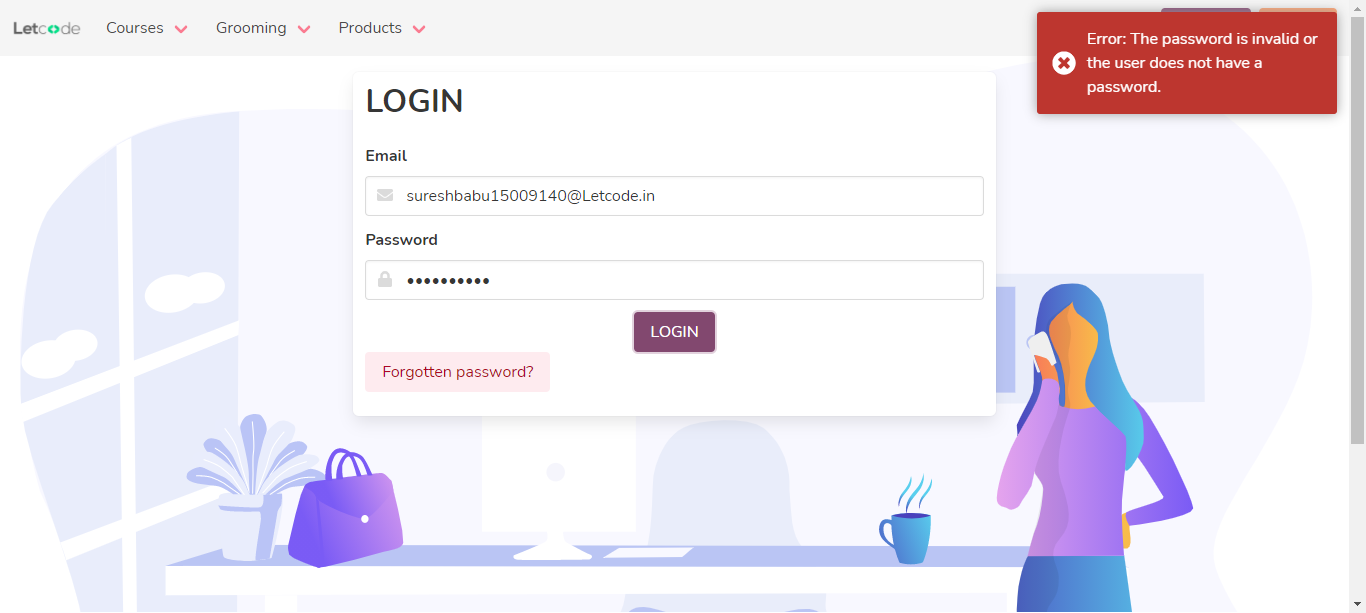 Letcode Courses Grooming Products
Error: The password is invalid or
the user does not have a
password.
LOGIN
Email
sureshbabu15009140@Letcode.in
Password
LOGIN
Forgotten password?